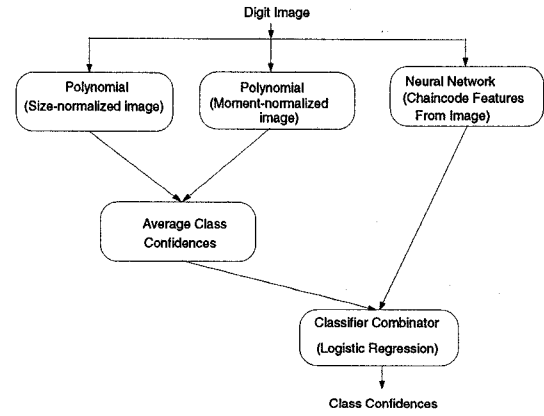 Digit Image
Polynomial
(Size-normalized image)
Polynomial
(Moment-normalized
image)
Neural Network
(Chaincode Features
From Image)
Average Class
Confidences
Classifier Combinator
(Logistic Regression)
Class Confidences